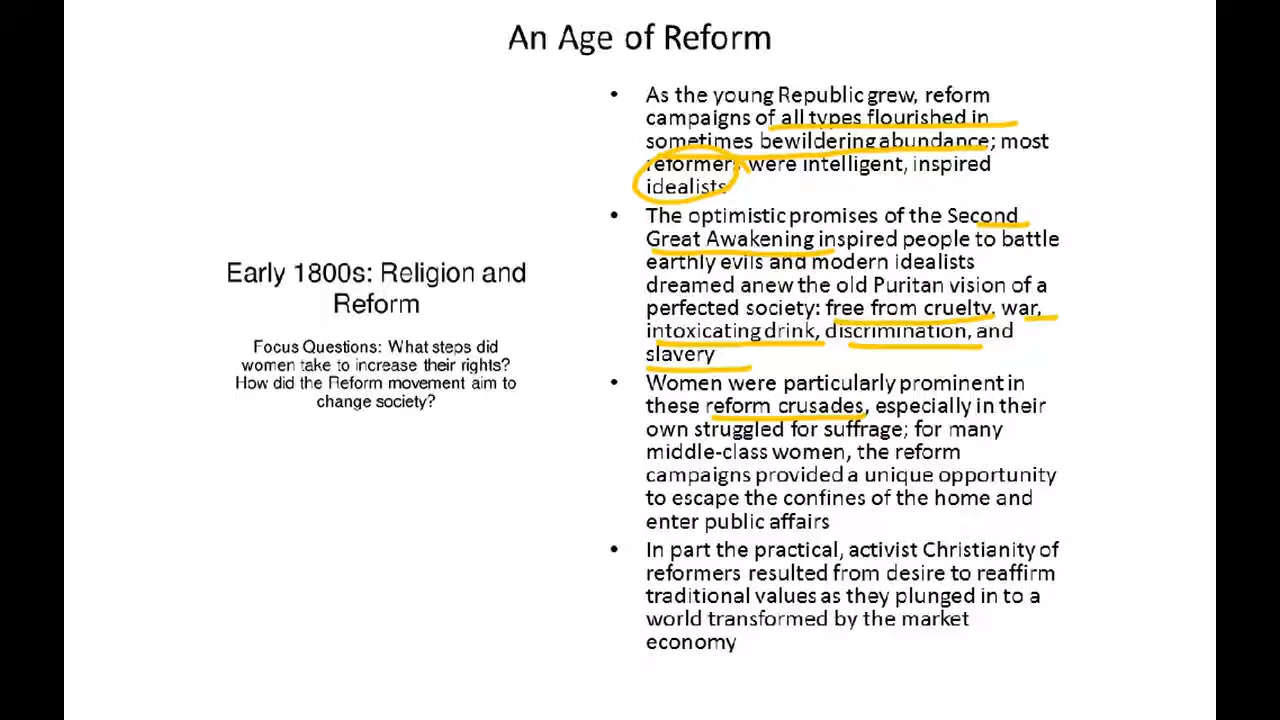 An Age of Reform
Early 1800s: Religion and
Reform
Focus Questions: What steps did
women take to increase their rights?
How did the Reform movement aim to
change society?
• As the young Republic grew, reform
campaigns of all types flourished in
sometimes bewildering abundance; most
reformers were intelligent, inspired
idealists
• The optimistic promises of the Second
Great Awakening inspired people to battle
earthly evils and modern idealists
dreamed anew the old Puritan vision of a
perfected society: free from cruelty, war,
intoxicating drink, discrimination, and
slavery
• Women were particularly prominent in
these reform crusades, especially in their
own struggled for suffrage; for many
middle-class women, the reform
campaigns provided a unique opportunity
to escape the confines of the home and
enter public affairs
• In part the practical, activist Christianity of
reformers resulted from desire to reaffirm
traditional values as they plunged in to a
world transformed by the market
economy